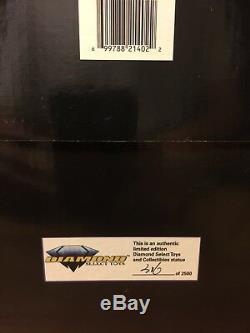 6 99788 21402 2
This is an authentic
limited edition
Diamond Select Toys
and Collectibles statue
DIAMOND
SELECT TOYS
316 of 2500